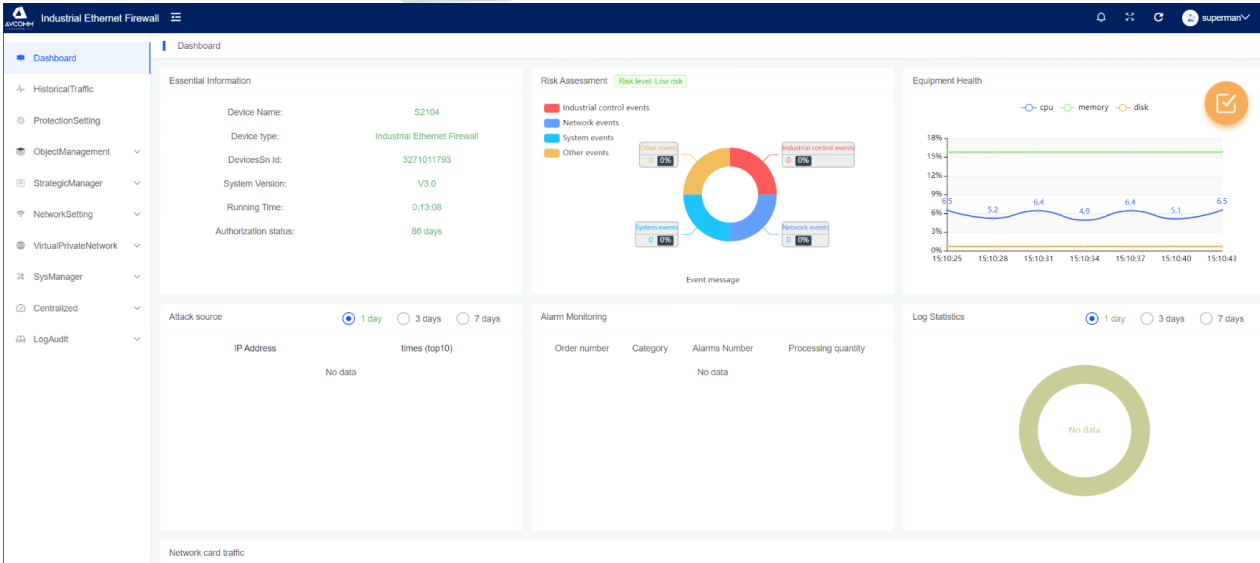 AVCOMM
Industrial Ethernet Firewall
superman
Dashboard
HistoricalTraffic
ProtectionSetting
ObjectManagement
StrategicManager
NetworkSetting
VirtualPrivateNetwork
SysManager
Centralized
LogAudit
Dashboard
Essential Information
Device Name: S2104
Device type: Industrial Ethernet Firewall
DevicesSn Id: 3271011793
System Version: V3.0
Running Time: 0:13:08
Authorization status: 86 days
Risk Assessment Risk level: Low risk
Industrial control events
Network events
System events
Other events
Other events
0 0%
Industrial control events
0 0%
System events
0 0%
Network events
0 0%
Event message
Equipment Health
cpu memory disk
18%
15%
12%
9%
6%
3%
0%
6.5 5.2 6.4 4.9 6.4 5.1 6.5
15:10:25 15:10:28 15:10:31 15:10:34 15:10:37 15:10:40 15:10:43
Attack source 1 day 3 days 7 days
IP Address times (top10)
No data
Alarm Monitoring
Order number Category Alarms Number Processing quantity
No data
Log Statistics 1 day 3 days 7 days
No data
Network card traffic